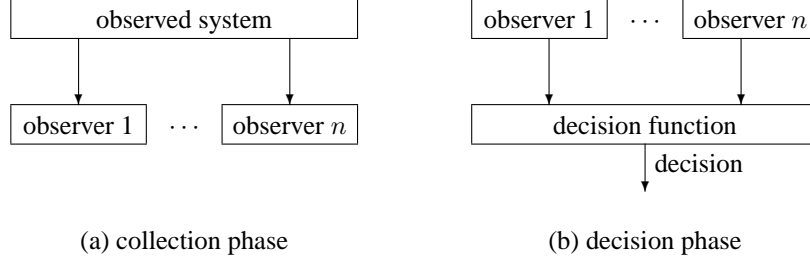 observed system
observer 1 · · · observer n
(a) collection phase
observer 1 · · · observer n
decision function
decision
(b) decision phase